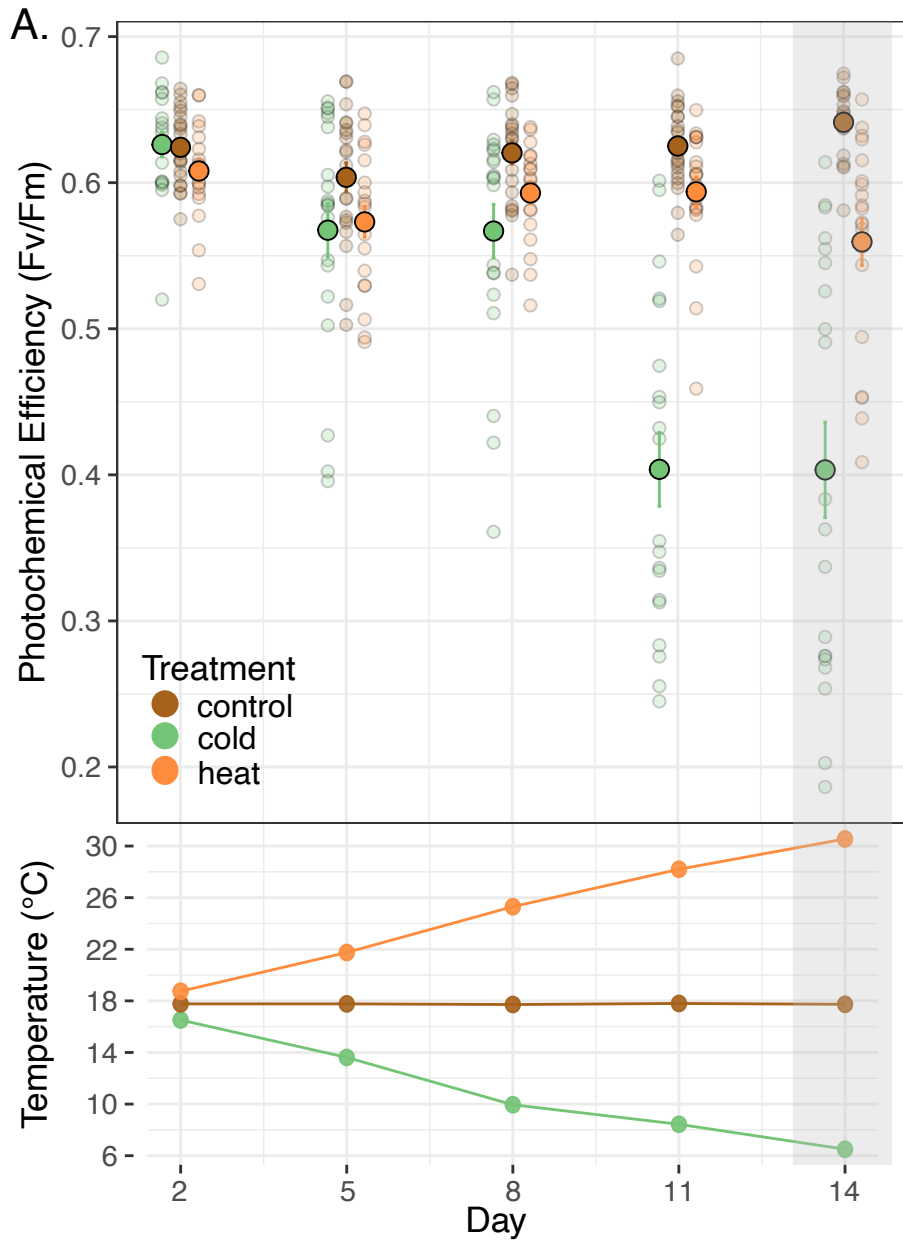 A.
Photochemical Efficiency (Fv/Fm)
0.7
0.6
0.5
0.4
0.3
0.2
Treatment
control
cold
heat
Temperature (°C)
30
26
22
18
14
10
6
2 5 8 11 14
Day